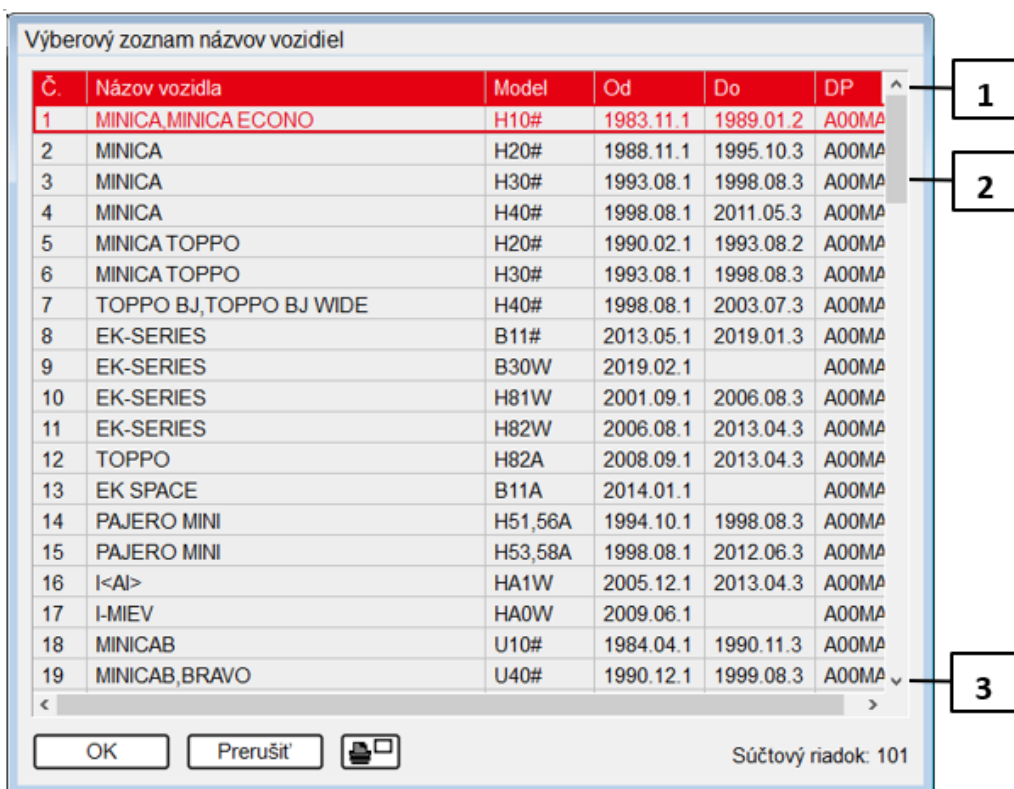 Výberový zoznam názvov vozidiel
Č. Názov vozidla Model Od Do DP
1 MINICA,MINICA ECONO H10# 1983.11.1 1989.01.2 A00MA
2 MINICA H20# 1988.11.1 1995.10.3 A00MA
3 MINICA H30# 1993.08.1 1998.08.3 A00MA
4 MINICA H40# 1998.08.1 2011.05.3 A00MA
5 MINICA TOPPO H20# 1990.02.1 1993.08.2 A00MA
6 MINICA TOPPO H30# 1993.08.1 1998.08.3 A00MA
7 TOPPO BJ,TOPPO BJ WIDE H40# 1998.08.1 2003.07.3 A00MA
8 EK-SERIES B11# 2013.05.1 2019.01.3 A00MA
9 EK-SERIES B30W 2019.02.1 A00MA
10 EK-SERIES H81W 2001.09.1 2006.08.3 A00MA
11 EK-SERIES H82W 2006.08.1 2013.04.3 A00MA
12 TOPPO H82A 2008.09.1 2013.04.3 A00MA
13 EK SPACE B11A 2014.01.1 A00MA
14 PAJERO MINI H51,56A 1994.10.1 1998.08.3 A00MA
15 PAJERO MINI H53,58A 1998.08.1 2012.06.3 A00MA
16 I<AI> HA1W 2005.12.1 2013.04.3 A00MA
17 I-MIEV HA0W 2009.06.1 A00MA
18 MINICAB U10# 1984.04.1 1990.11.3 A00MA
19 MINICAB,BRAVO U40# 1990.12.1 1999.08.3 A00MA
OK Prerušiť Súčtový riadok: 101
1
2
3